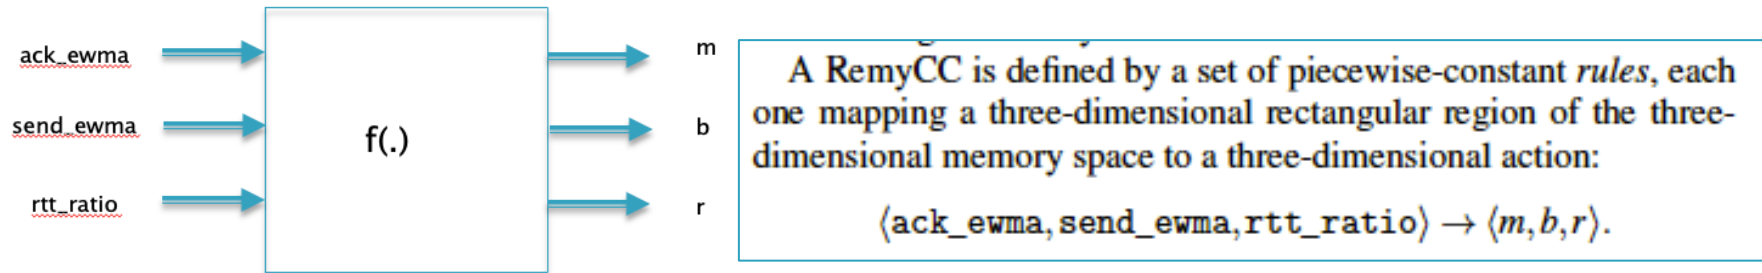 ack_ewma
send_ewma
rtt_ratio
f(.)
m
b
r
A RemyCC is defined by a set of piecewise-constant rules, each
one mapping a three-dimensional rectangular region of the three-
dimensional memory space to a three-dimensional action:
⟨ack_ewma,send_ewma,rtt_ratio⟩ → ⟨m,b,r⟩.